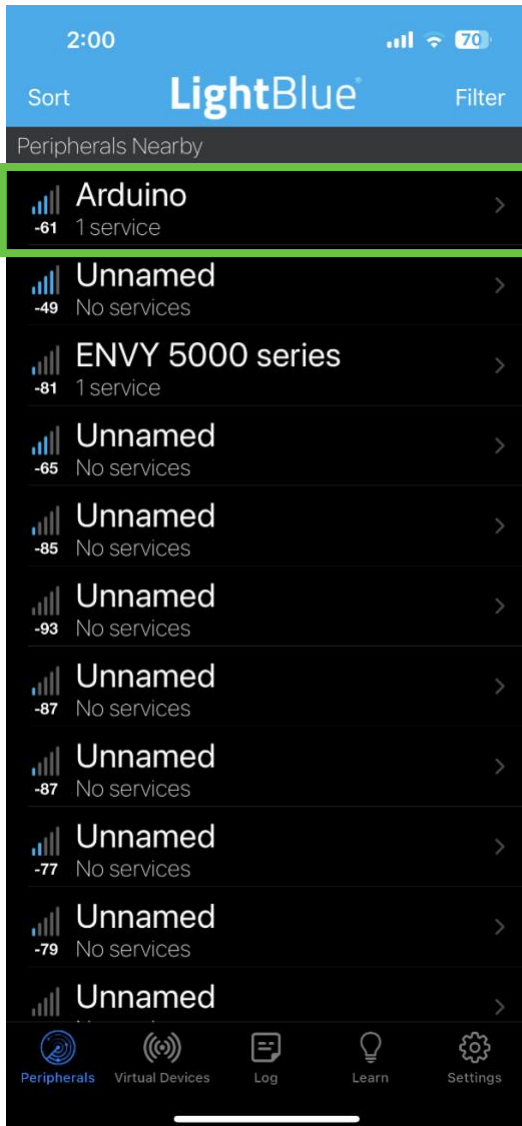 2:00
70
Sort
LightBlue®
Filter
Peripherals Nearby
Arduino
-61
1 service
Unnamed
-49
No services
ENVY 5000 series
-81
1 service
Unnamed
-65
No services
Unnamed
-85
No services
Unnamed
-93
No services
Unnamed
-87
No services
Unnamed
-87
No services
Unnamed
-77
No services
Unnamed
-79
No services
Unnamed
Peripherals
Virtual Devices
Log
Learn
Settings